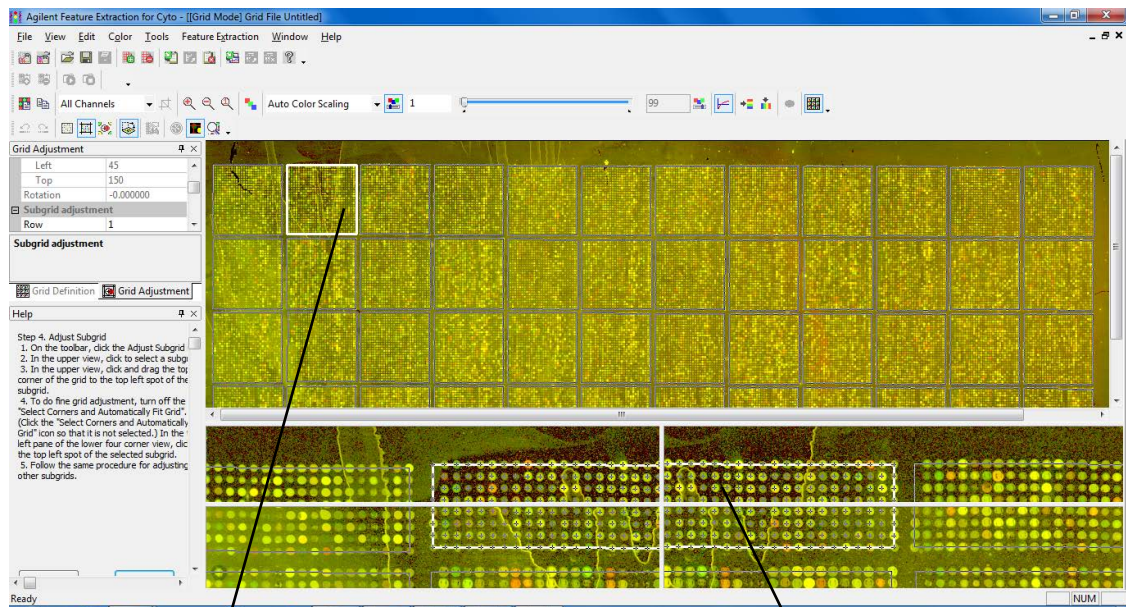 Agilent Feature Extraction for Cyto - [[Grid Mode] Grid File Untitled]
File View Edit Color Tools Feature Extraction Window Help
All Channels Auto Color Scaling 1 99
Grid Adjustment
Left 45
Top 150
Rotation -0.000000
Subgrid adjustment
Row 1
Subgrid adjustment
Grid Definition Grid Adjustment
Help
Step 4. Adjust Subgrid
1. On the toolbar, click the Adjust Subgrid
2. In the upper view, click to select a subg
3. In the upper view, click and drag the top
corner of the grid to the top left spot of the
subgrid.
4. To do fine grid adjustment, turn off the
"Select Corners and Automatically Fit Grid".
(Click the "Select Corners and Automatically
Grid" icon so that it is not selected.) In the
left pane of the lower four corner view, clic
the top left spot of the selected subgrid.
5. Follow the same procedure for adjusting
other subgrids.
Ready NUM